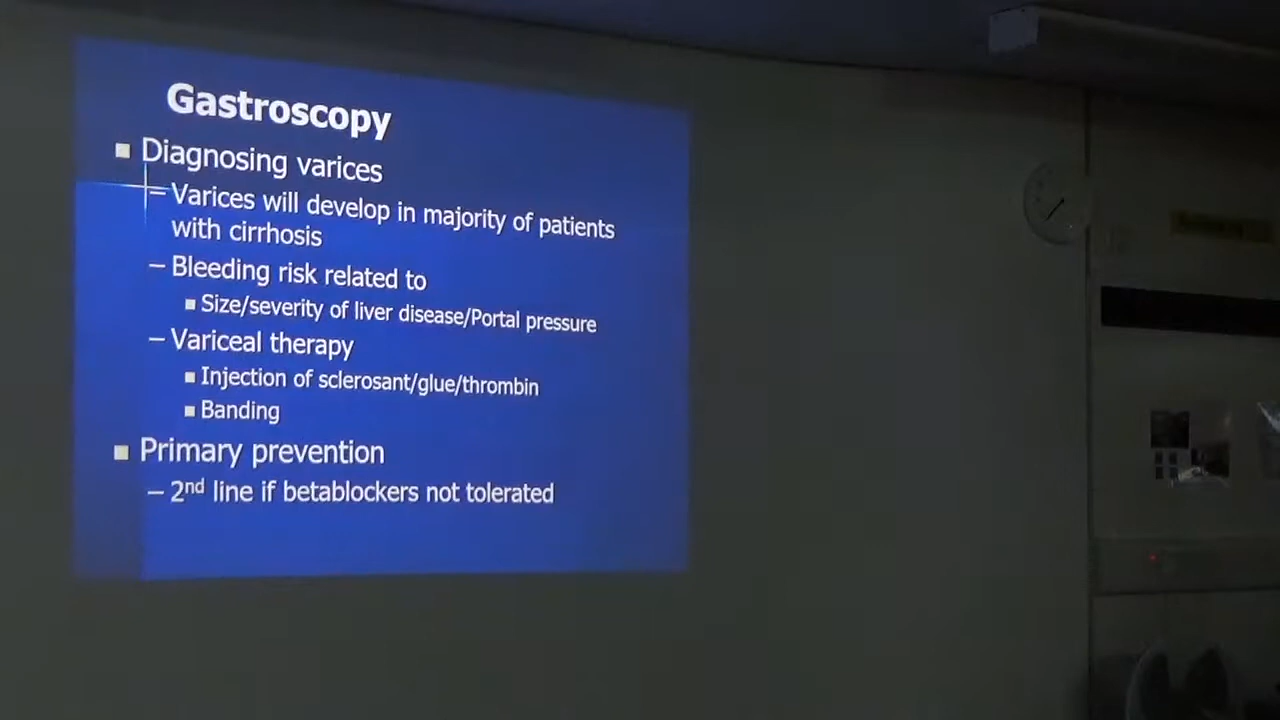 Gastroscopy
Diagnosing varices
– Varices will develop in majority of patients
with cirrhosis
– Bleeding risk related to
Size/severity of liver disease/Portal pressure
– Variceal therapy
Injection of sclerosant/glue/thrombin
Banding
Primary prevention
– 2nd line if betablockers not tolerated